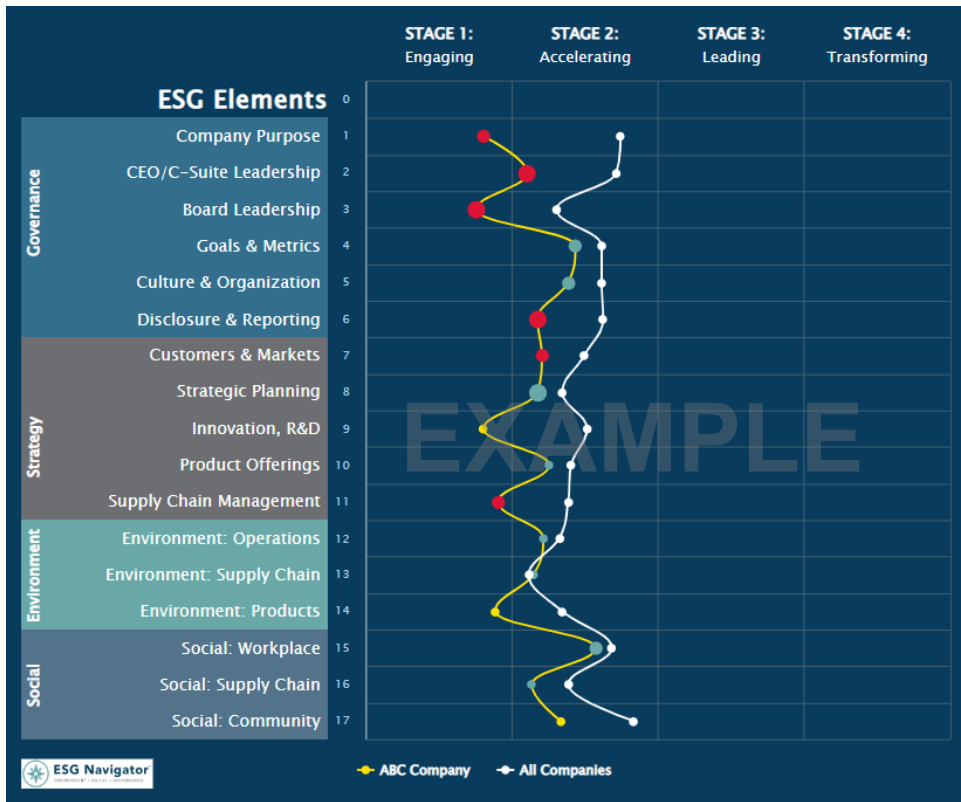 STAGE 1:
Engaging
STAGE 2:
Accelerating
STAGE 3:
Leading
STAGE 4:
Transforming
ESG Elements 0
Governance
Company Purpose 1
CEO/C-Suite Leadership 2
Board Leadership 3
Goals & Metrics 4
Culture & Organization 5
Disclosure & Reporting 6
Strategy
Customers & Markets 7
Strategic Planning 8
Innovation, R&D 9
Product Offerings 10
Supply Chain Management 11
EXAMPLE
Environment
Environment: Operations 12
Environment: Supply Chain 13
Environment: Products 14
Social
Social: Workplace 15
Social: Supply Chain 16
Social: Community 17
ESG Navigator
ENVIRONMENT | SOCIAL | GOVERNANCE
ABC Company
All Companies